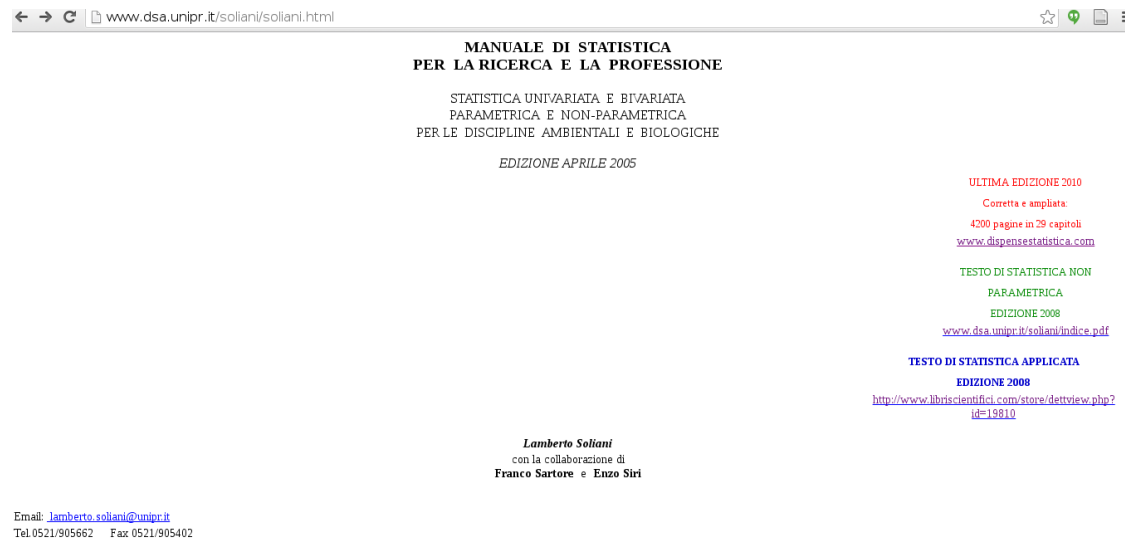 www.dsa.unipr.it/soliani/soliani.html
MANUALE DI STATISTICA
PER LA RICERCA E LA PROFESSIONE
STATISTICA UNIVARIATA E BIVARIATA
PARAMETRICA E NON-PARAMETRICA
PER LE DISCIPLINE AMBIENTALI E BIOLOGICHE
EDIZIONE APRILE 2005
ULTIMA EDIZIONE 2010
Corretta e ampliata:
4200 pagine in 29 capitoli
www.dispensestatistica.com
TESTO DI STATISTICA NON
PARAMETRICA
EDIZIONE 2008
www.dsa.unipr.it/soliani/indice.pdf
TESTO DI STATISTICA APPLICATA
EDIZIONE 2008
http://www.libriscientifici.com/store/dettview.php?
id=19810
Lamberto Soliani
con la collaborazione di
Franco Sartore e Enzo Siri
Email: lamberto.soliani@unipr.it
Tel.0521/905662 Fax 0521/905402